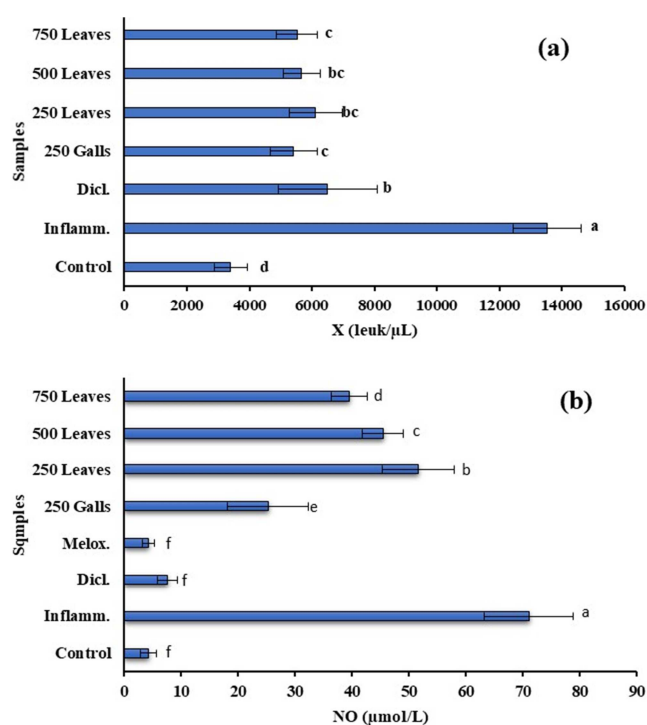 (a)
750 Leaves
c
500 Leaves
bc
250 Leaves
bc
250 Galls
c
Dicl.
b
Inflamm.
a
Control
d
Samples
0 2000 4000 6000 8000 10000 12000 14000 16000
X (leuk/µL)
(b)
750 Leaves
d
500 Leaves
c
250 Leaves
b
250 Galls
e
Melox.
f
Dicl.
f
Inflamm.
a
Control
f
Sqmples
0 10 20 30 40 50 60 70 80 90
NO (µmol/L)